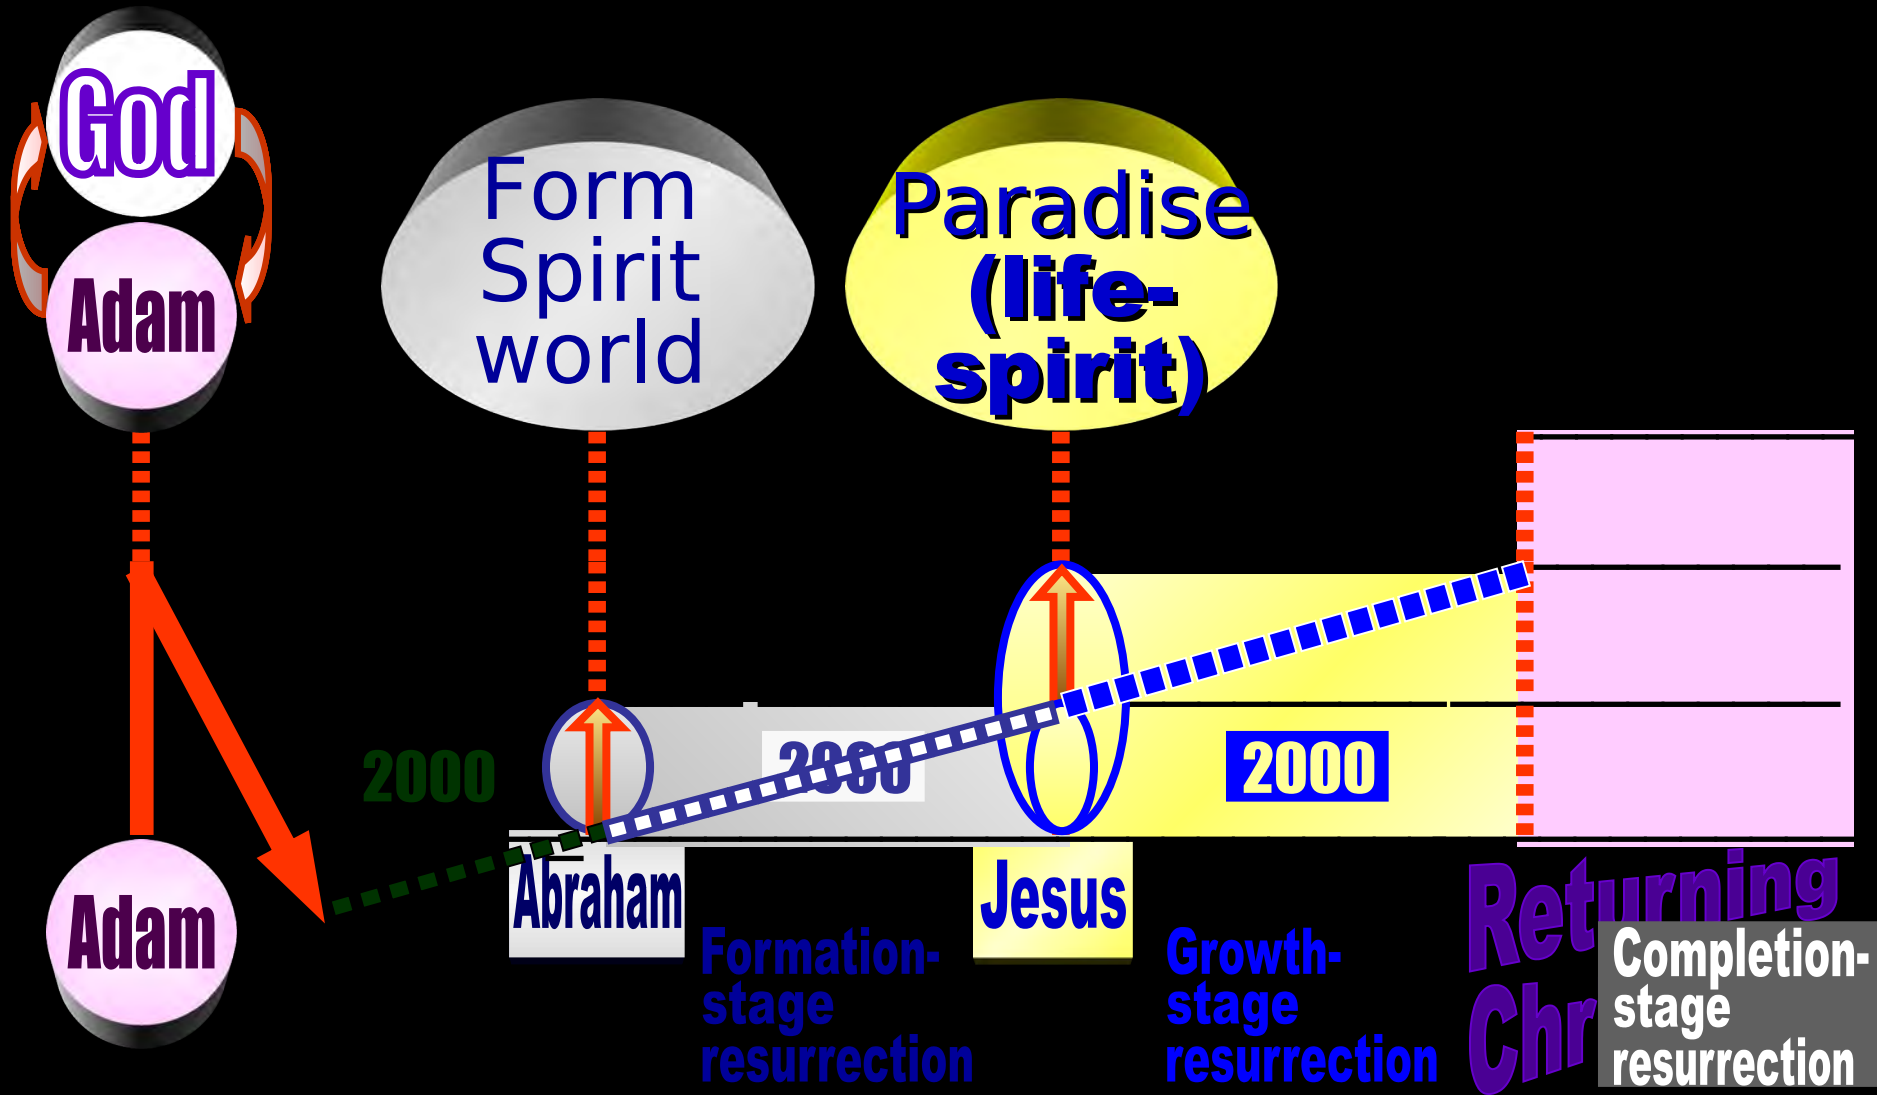 God
Adam
Form
Spirit
world
Paradise
(life-
spirit)
2000
2000
2000
Adam
Abraham
Formation-
stage
resurrection
Jesus
Growth-
stage
resurrection
Returning
Completion-
stage
resurrection